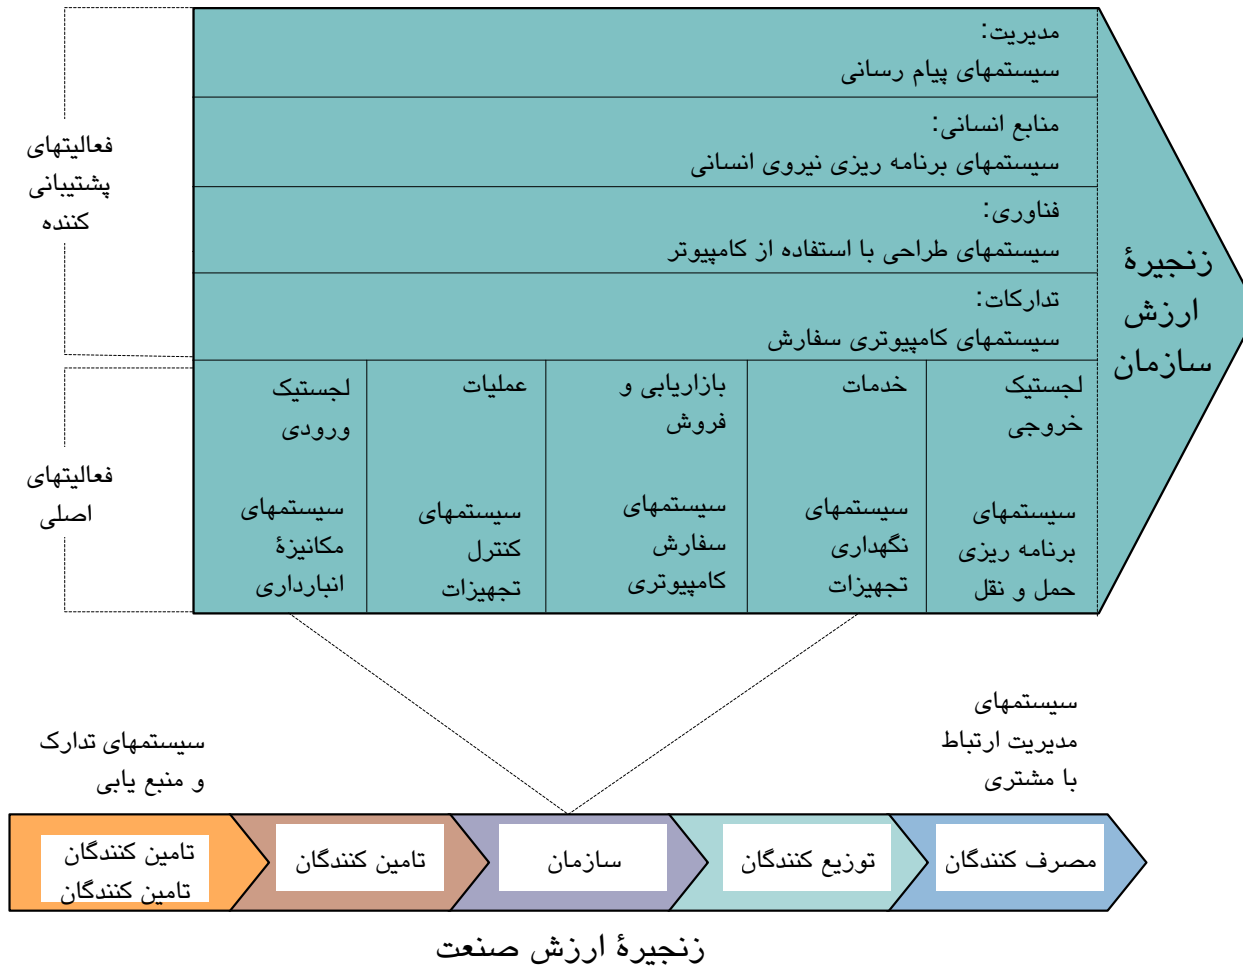 مدیریت:
سیستمهای پیام رسانی
منابع انسانی:
سیستمهای برنامه ریزی نیروی انسانی
فناوری:
سیستمهای طراحی با استفاده از کامپیوتر
تدارکات:
سیستمهای کامپیوتری سفارش
فعالیتهای
پشتیبانی
کننده
زنجیرۀ
ارزش
سازمان
فعالیتهای
اصلی
لجستیک
ورودی
سیستمهای
مکانیزۀ
انبارداری
عملیات
سیستمهای
کنترل
تجهیزات
بازاریابی و
فروش
سیستمهای
سفارش
کامپیوتری
خدمات
سیستمهای
نگهداری
تجهیزات
لجستیک
خروجی
سیستمهای
برنامه ریزی
حمل و نقل
سیستمهای تدارک
و منبع یابی
سیستمهای
مدیریت ارتباط
با مشتری
تامین کنندگان
تامین کنندگان
تامین کنندگان
سازمان
توزیع کنندگان
مصرف کنندگان
زنجیرۀ ارزش صنعت